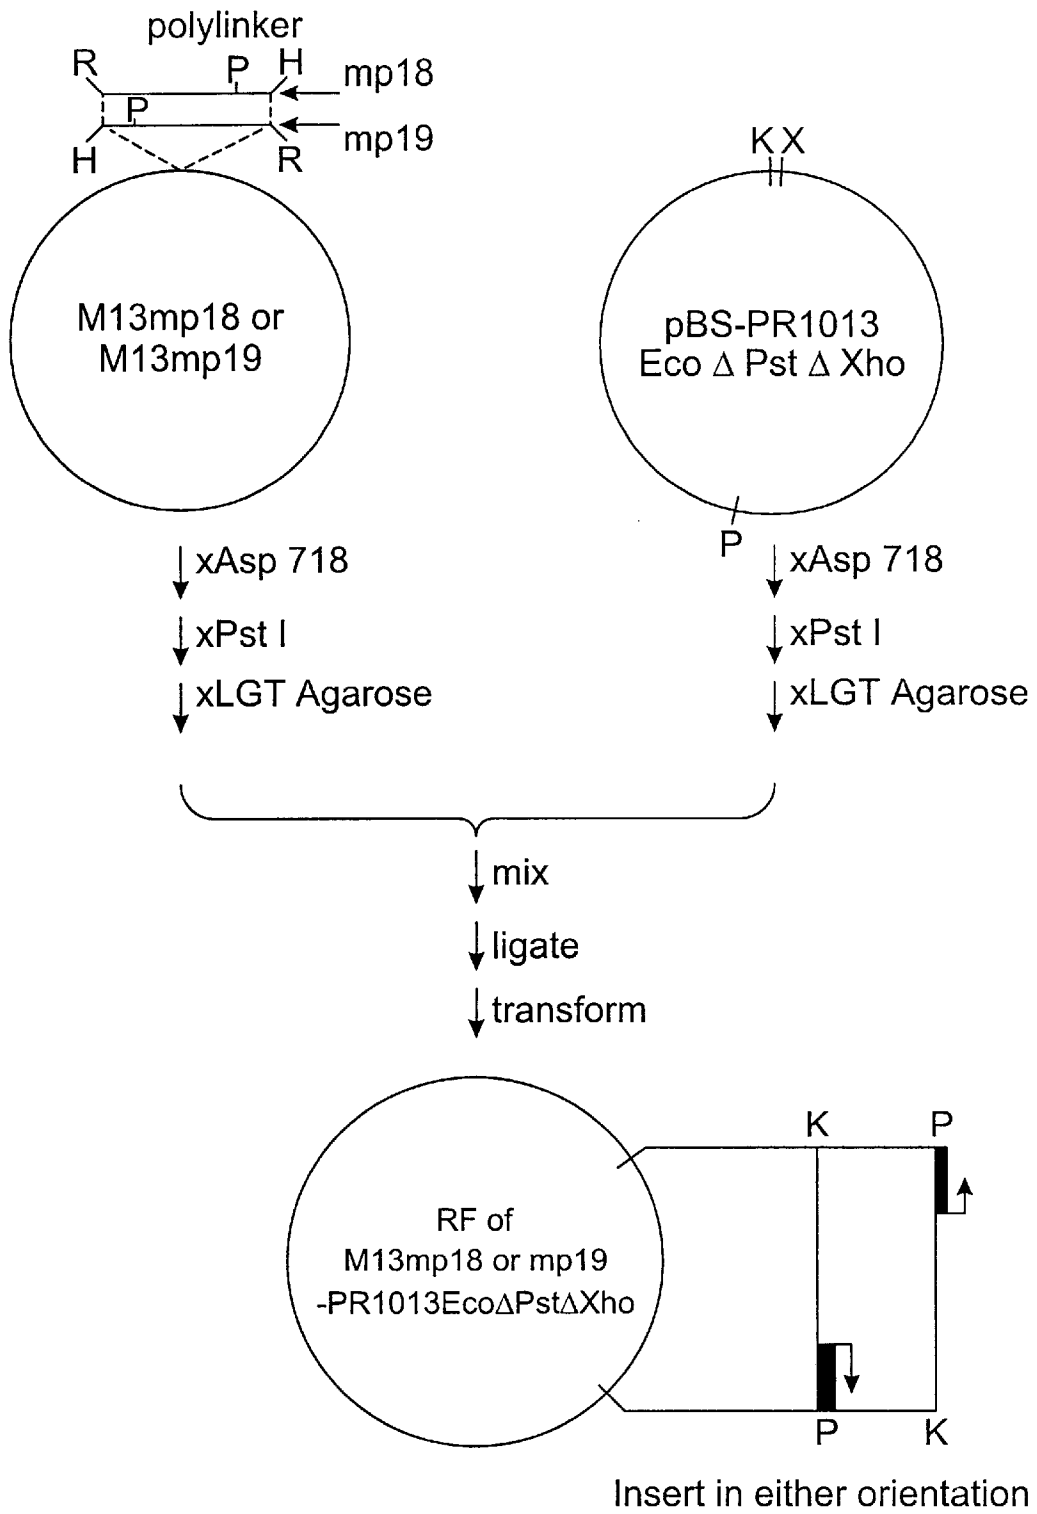 polylinker
R P H
mp18
P
mp19
H R
K X
M13mp18 or
M13mp19
pBS-PR1013
Eco Δ Pst Δ Xho
P
xAsp 718
xPst I
xLGT Agarose
xAsp 718
xPst I
xLGT Agarose
mix
ligate
transform
K P
RF of
M13mp18 or mp19
-PR1013EcoΔPstΔXho
P K
Insert in either orientation